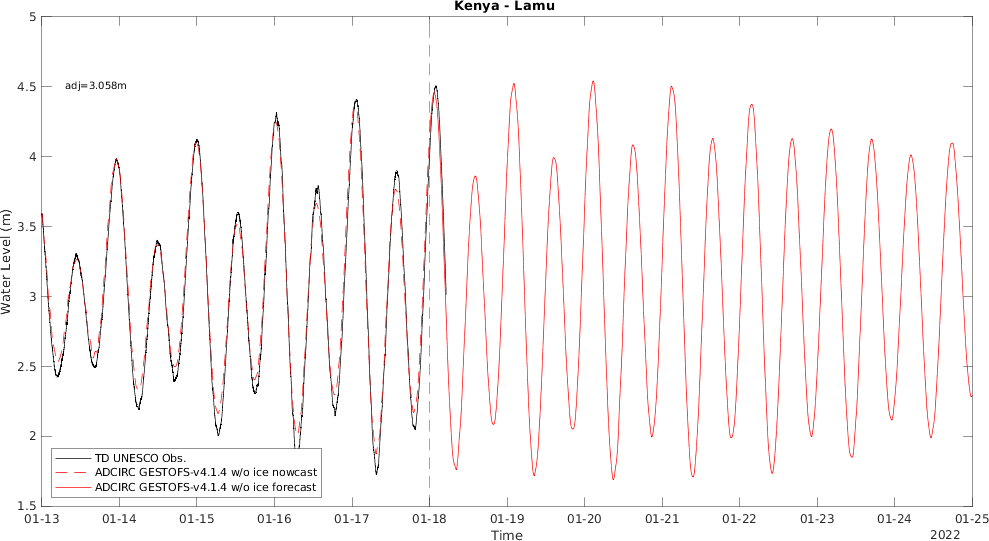 Kenya - Lamu
adj=3.058m
Water Level (m)
5
4.5
4
3.5
3
2.5
2
1.5
TD UNESCO Obs.
ADCIRC GESTOFS-v4.1.4 w/o ice nowcast
ADCIRC GESTOFS-v4.1.4 w/o ice forecast
01-13 01-14 01-15 01-16 01-17 01-18 01-19 01-20 01-21 01-22 01-23 01-24 01-25
Time
2022